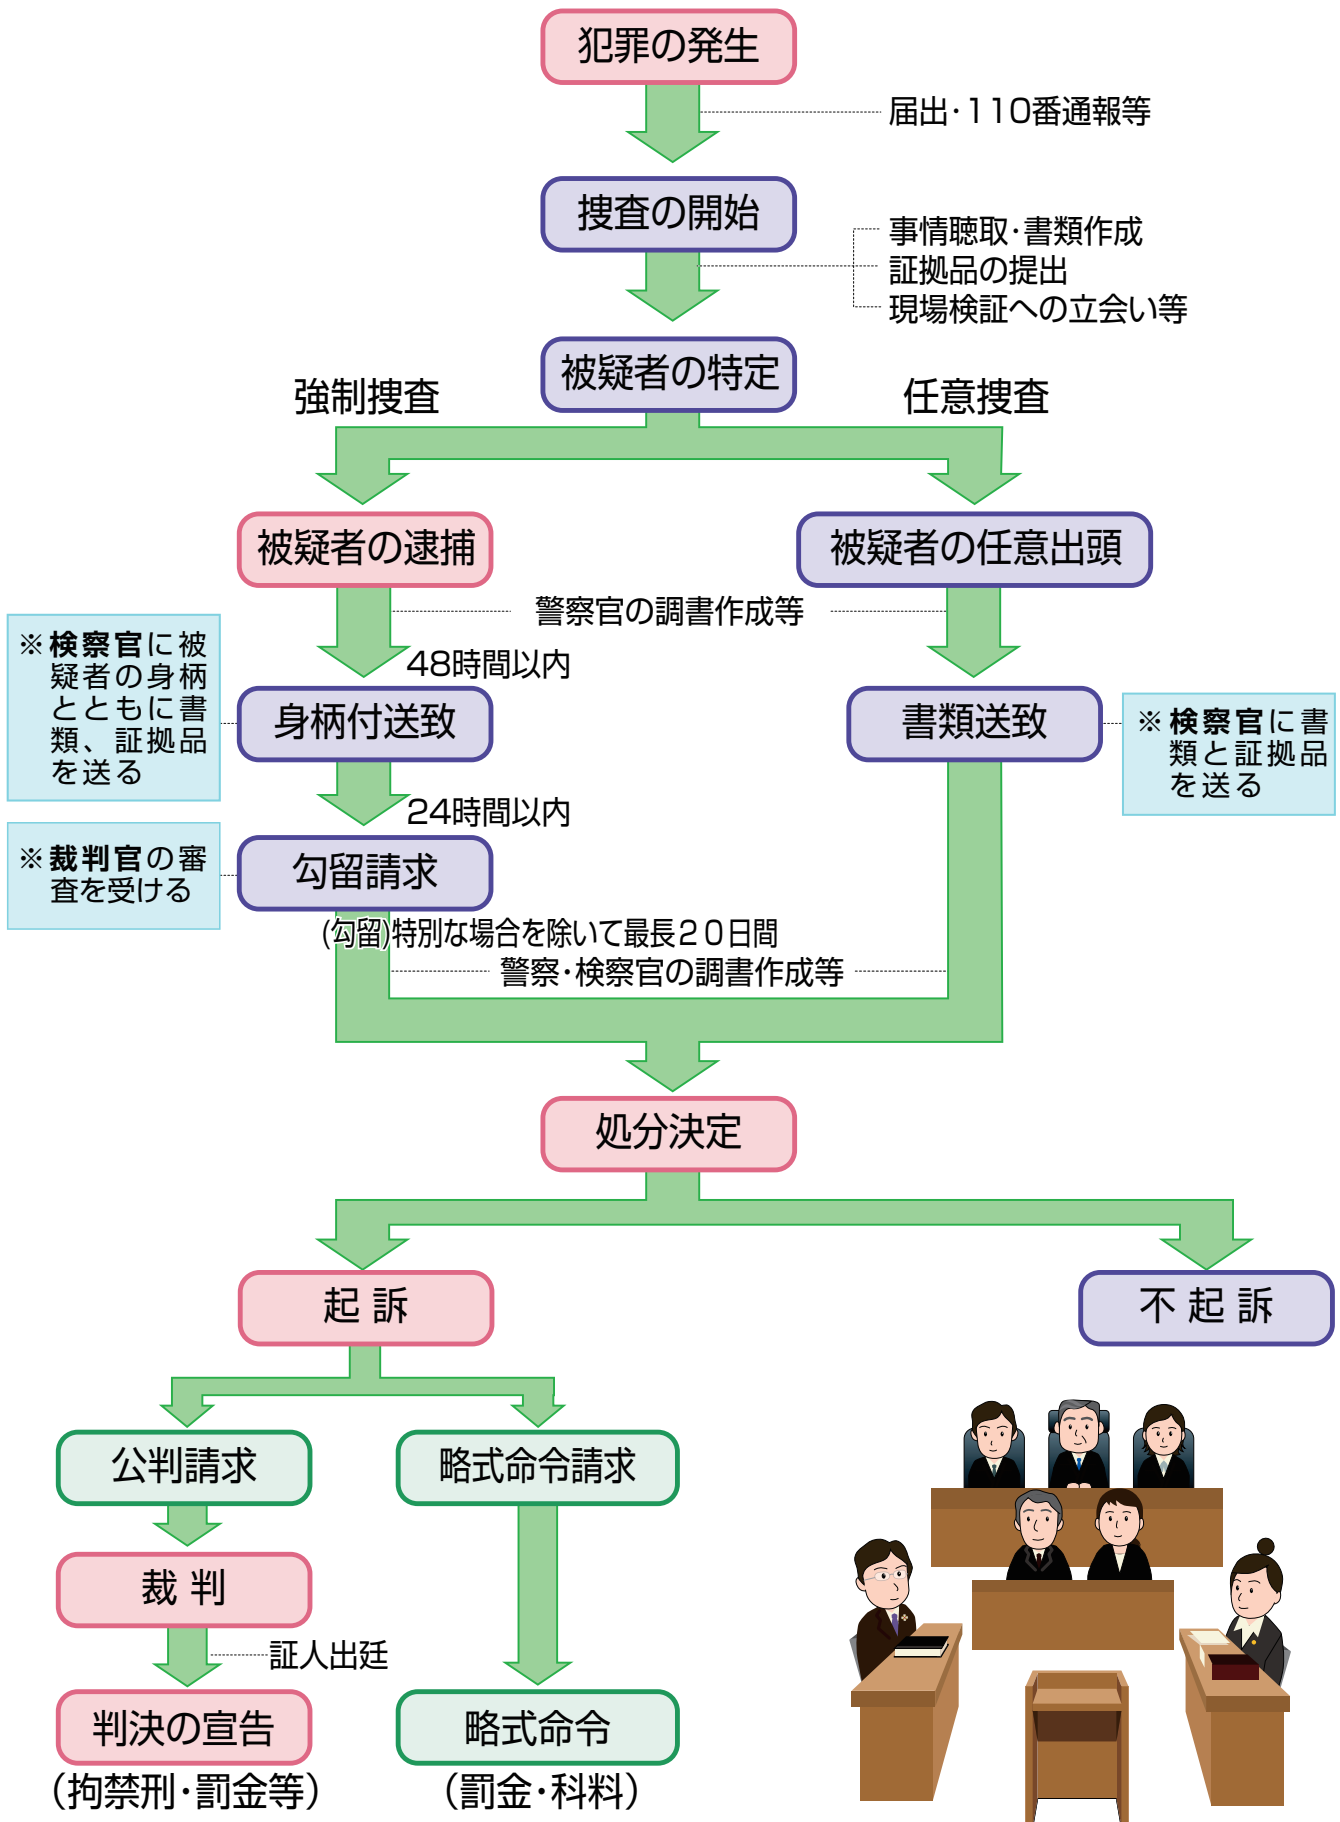 犯罪の発生
届出・110番通報等
捜査の開始
事情聴取・書類作成
証拠品の提出
現場検証への立会い等
被疑者の特定
強制捜査
任意捜査
被疑者の逮捕
被疑者の任意出頭
警察官の調書作成等
※検察官に被
疑者の身柄
とともに書
類、証拠品
を送る
48時間以内
身柄付送致
書類送致
※検察官に書
類と証拠品
を送る
24時間以内
※裁判官の審
査を受ける
勾留請求
(勾留)特別な場合を除いて最長20日間
警察・検察官の調書作成等
処分決定
起訴
不起訴
公判請求
略式命令請求
裁判
証人出廷
判決の宣告
略式命令
（拘禁刑・罰金等）
（罰金・科料）